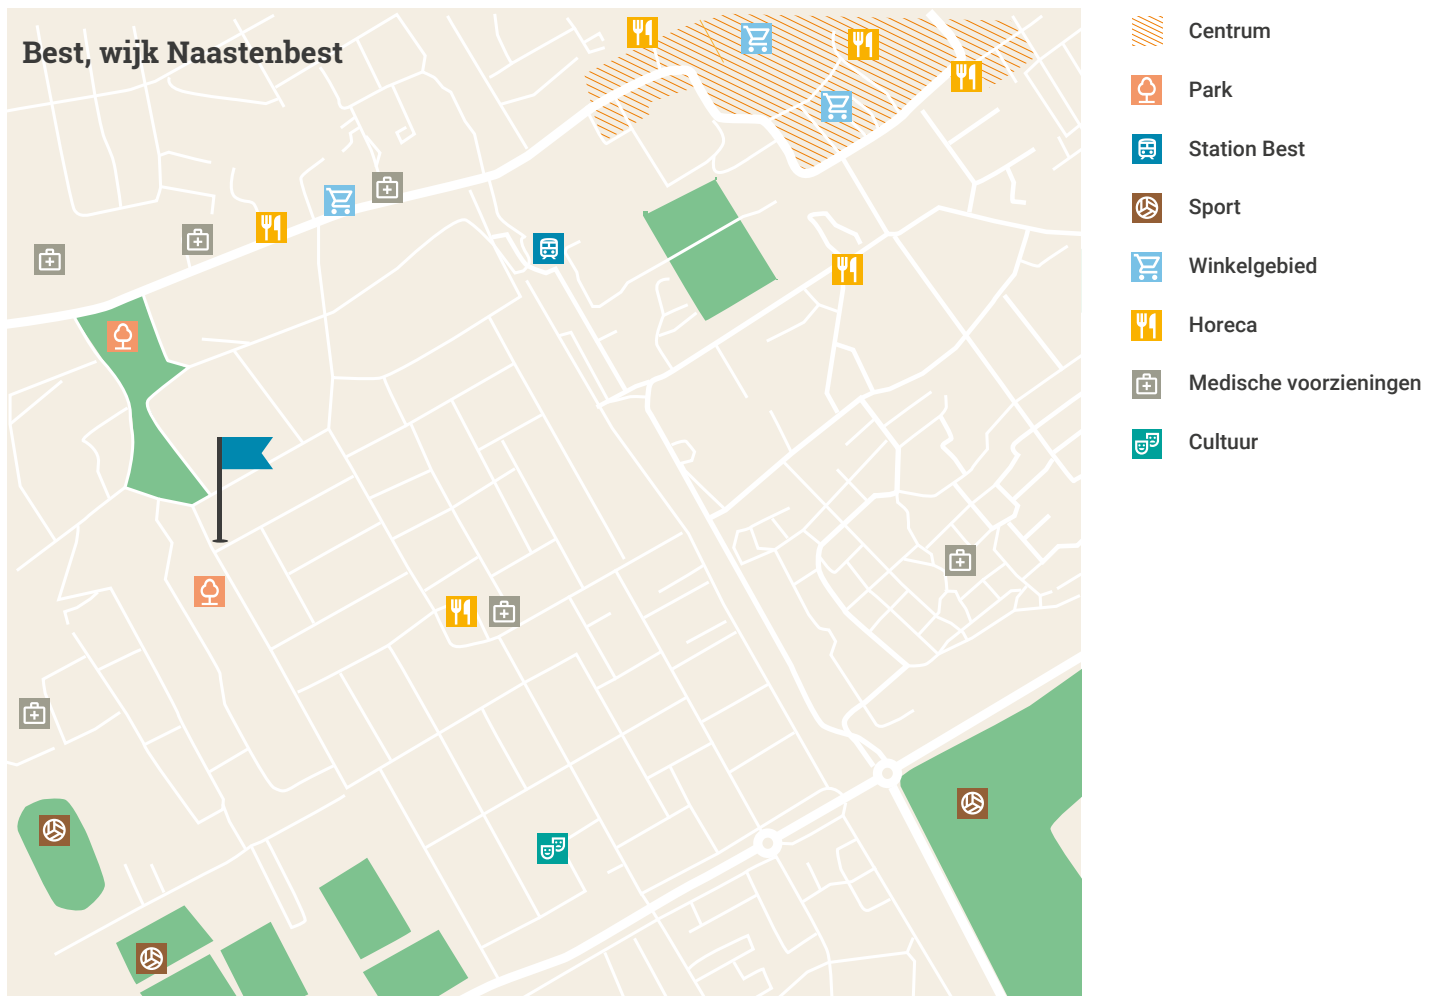 Best, wijk Naastenbest
Centrum
Park
Station Best
Sport
Winkelgebied
Horeca
Medische voorzieningen
Cultuur